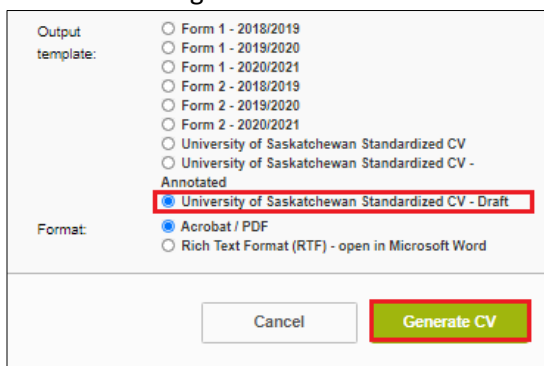 Output template:
Form 1 - 2018/2019
Form 1 - 2019/2020
Form 1 - 2020/2021
Form 2 - 2018/2019
Form 2 - 2019/2020
Form 2 - 2020/2021
University of Saskatchewan Standardized CV
University of Saskatchewan Standardized CV -
Annotated
University of Saskatchewan Standardized CV - Draft
Format:
Acrobat / PDF
Rich Text Format (RTF) - open in Microsoft Word
Cancel
Generate CV